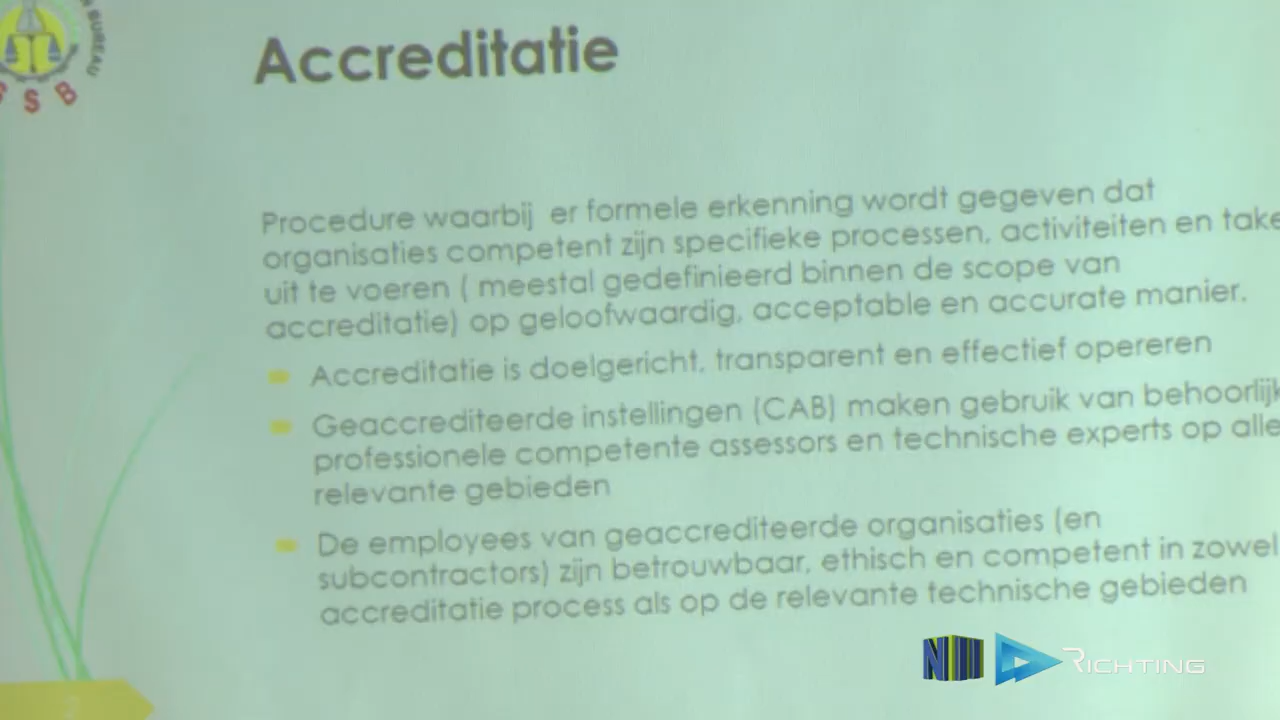 BUREAU
S B
Accreditatie
Procedure waarbij er formele erkenning wordt gegeven dat
organisaties competent zijn specifieke processen, activiteiten en take
uit te voeren ( meestal gedefinieerd binnen de scope van
accreditatie) op geloofwaardig, acceptable en accurate manier.
Accreditatie is doelgericht, transparent en effectief opereren
Geaccrediteerde instellingen (CAB) maken gebruik van behoorlijk
professionele competente assessors en technische experts op alle
relevante gebieden
De employees van geaccrediteerde organisaties (en
subcontractors) zijn betrouwbaar, ethisch en competent in zowel
accreditatie process als op de relevante technische gebieden
NII RICHTING